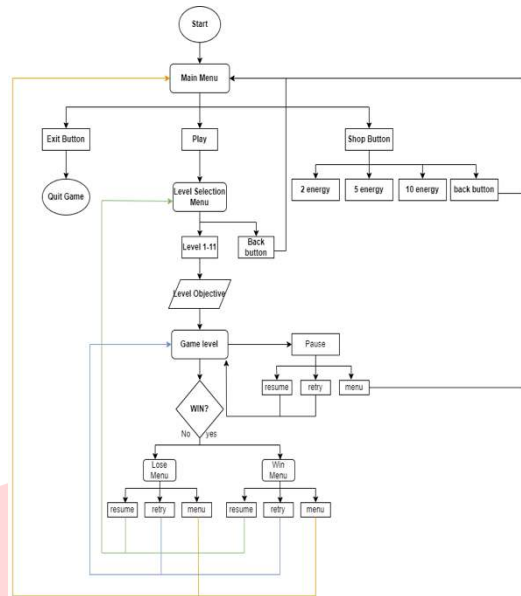 Start
Main Menu
Exit Button
Play
Shop Button
Quit Game
Level Selection
Menu
2 energy
5 energy
10 energy
back button
Level 1-11
Back
button
Level Objective
Game level
Pause
resume
retry
menu
WIN?
No
yes
Lose
Menu
Win
Menu
resume
retry
menu
resume
retry
menu